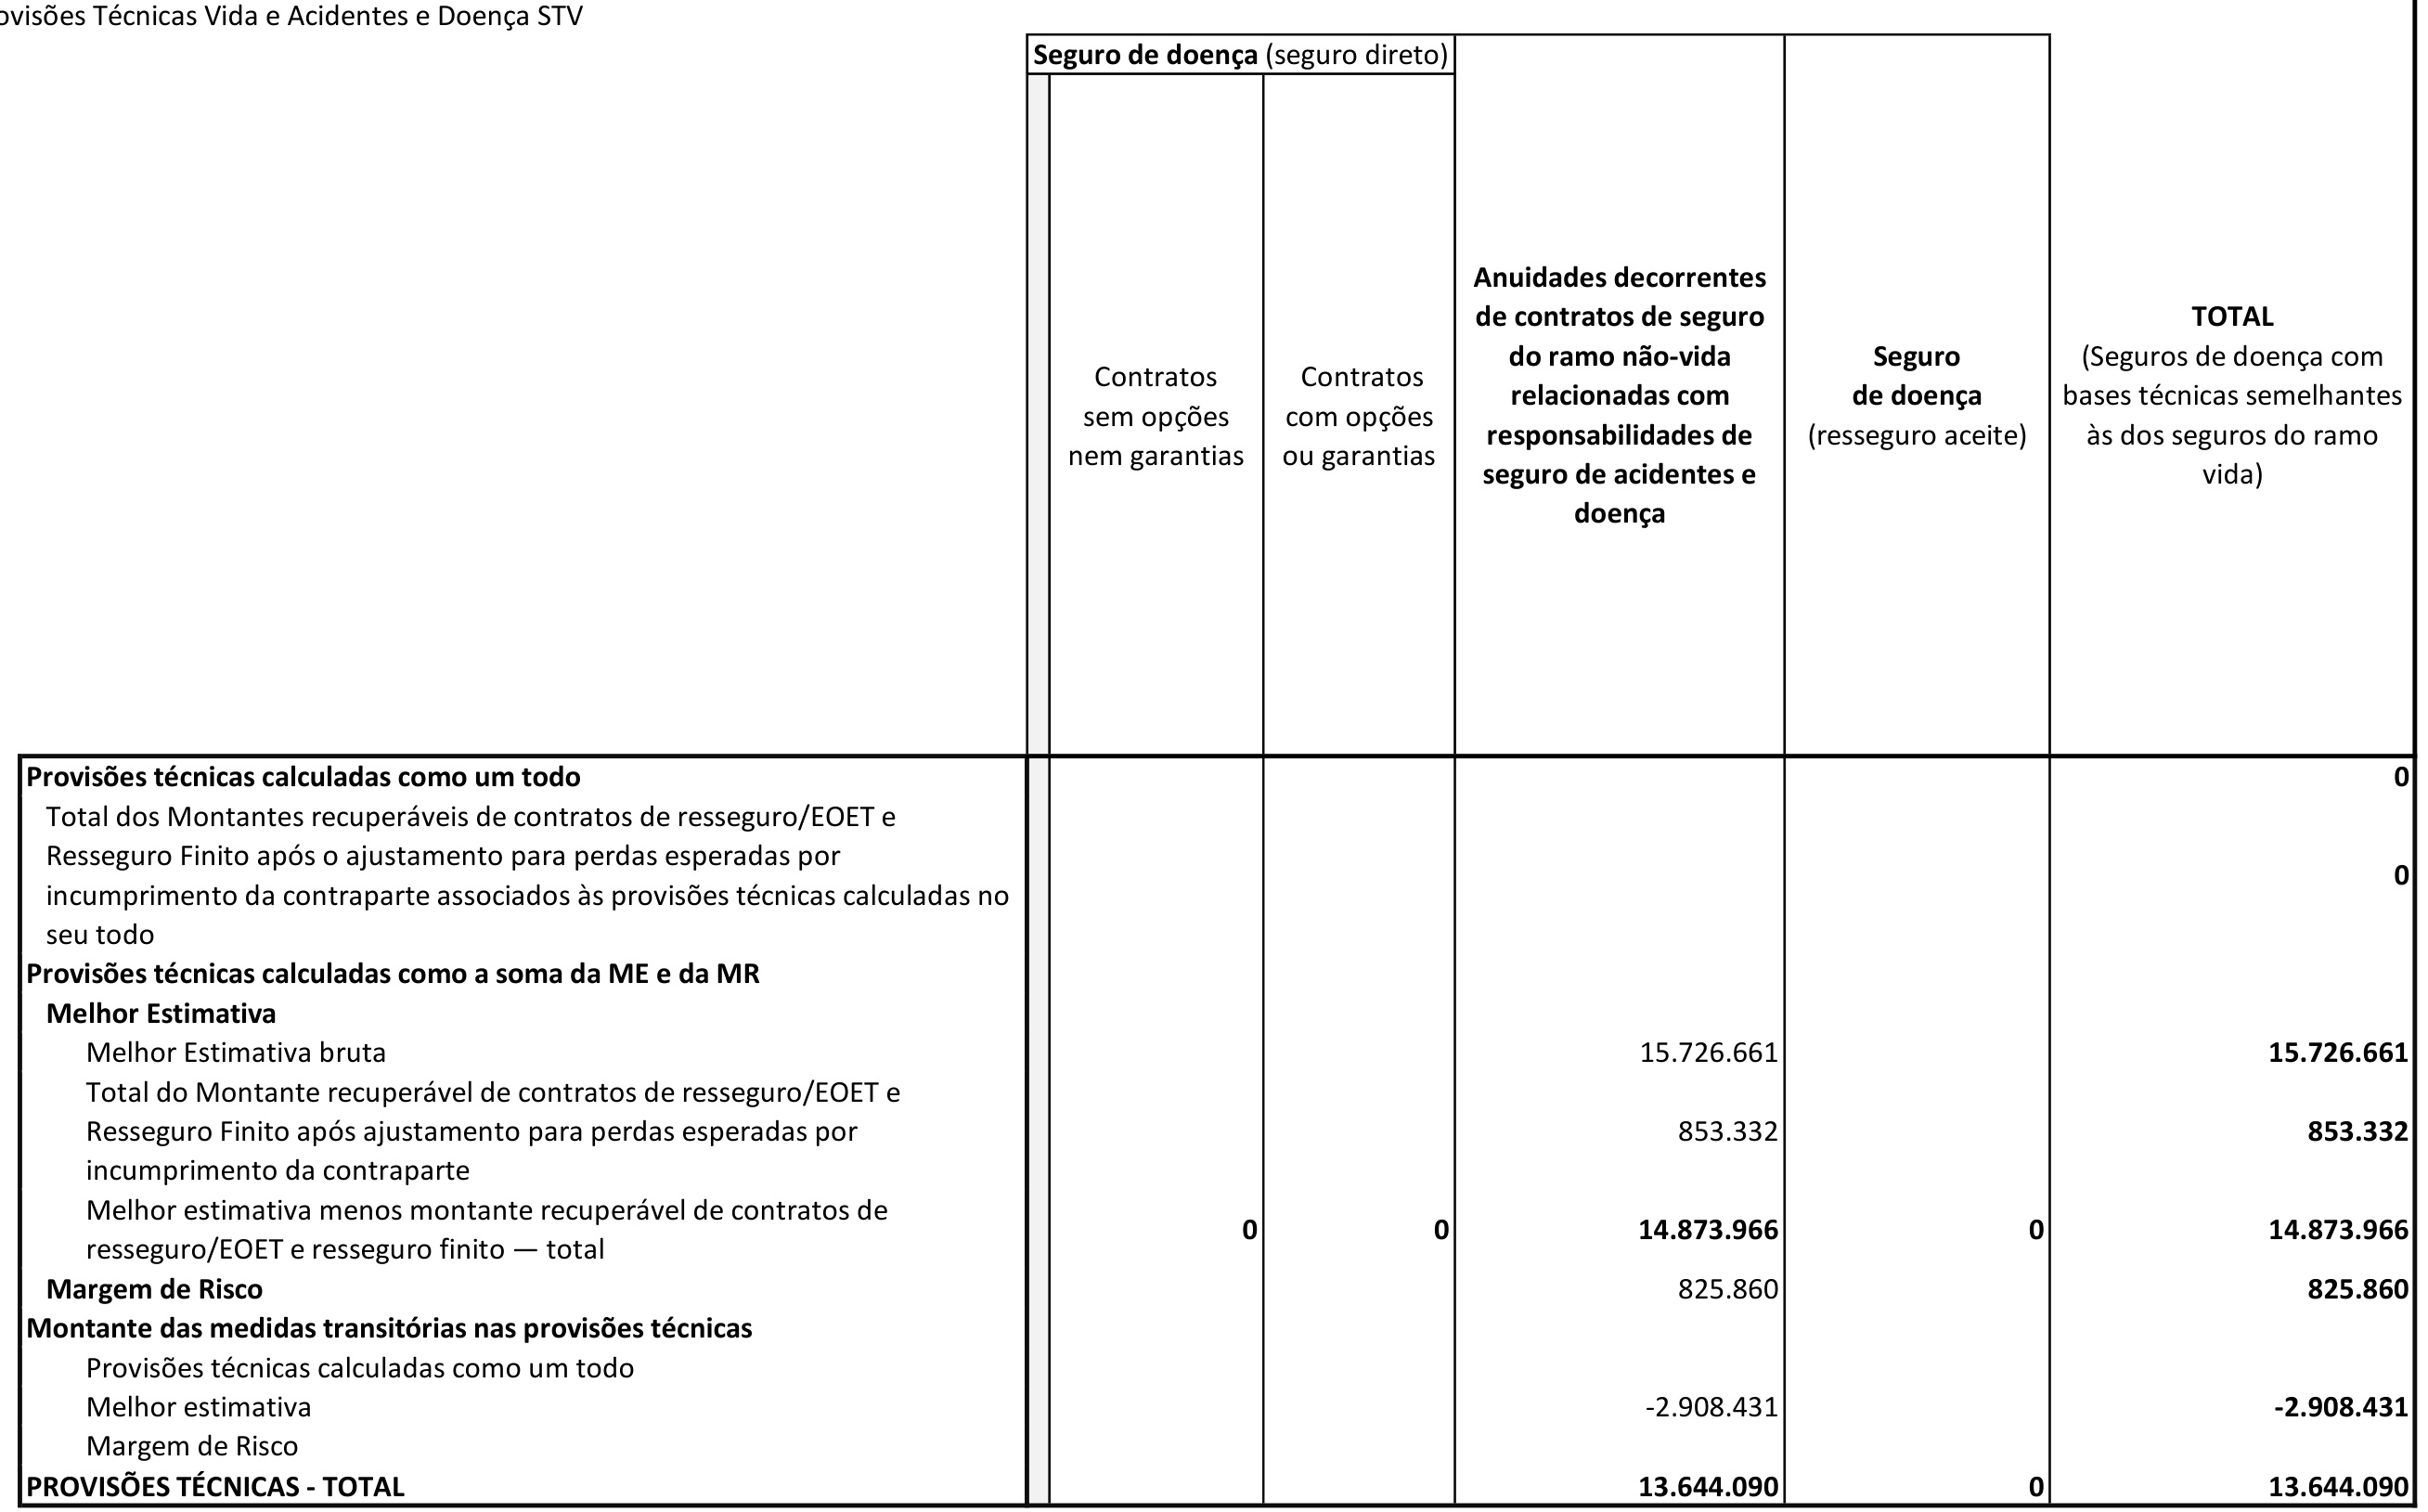 ovisões Técnicas Vida e Acidentes e Doença STV
Seguro de doença (seguro direto)
Contratos
sem opções
nem garantias
Contratos
com opções
ou garantias
Anuidades decorrentes
de contratos de seguro
do ramo não-vida
relacionadas com
responsabilidades de
seguro de acidentes e
doença
Seguro
de doença
(resseguro aceite)
TOTAL
(Seguros de doença com
bases técnicas semelhantes
às dos seguros do ramo
vida)
Provisões técnicas calculadas como um todo 0
Total dos Montantes recuperáveis de contratos de resseguro/EOET e
Resseguro Finito após o ajustamento para perdas esperadas por
incumprimento da contraparte associados às provisões técnicas calculadas no
seu todo
0
Provisões técnicas calculadas como a soma da ME e da MR
Melhor Estimativa
Melhor Estimativa bruta 15.726.661 15.726.661
Total do Montante recuperável de contratos de resseguro/EOET e
Resseguro Finito após ajustamento para perdas esperadas por 853.332 853.332
incumprimento da contraparte
Melhor estimativa menos montante recuperável de contratos de
resseguro/EOET e resseguro finito — total
0 0 14.873.966 0 14.873.966
Margem de Risco 825.860 825.860
Montante das medidas transitórias nas provisões técnicas
Provisões técnicas calculadas como um todo
Melhor estimativa -2.908.431 -2.908.431
Margem de Risco
PROVISÕES TÉCNICAS - TOTAL 13.644.090 0 13.644.090